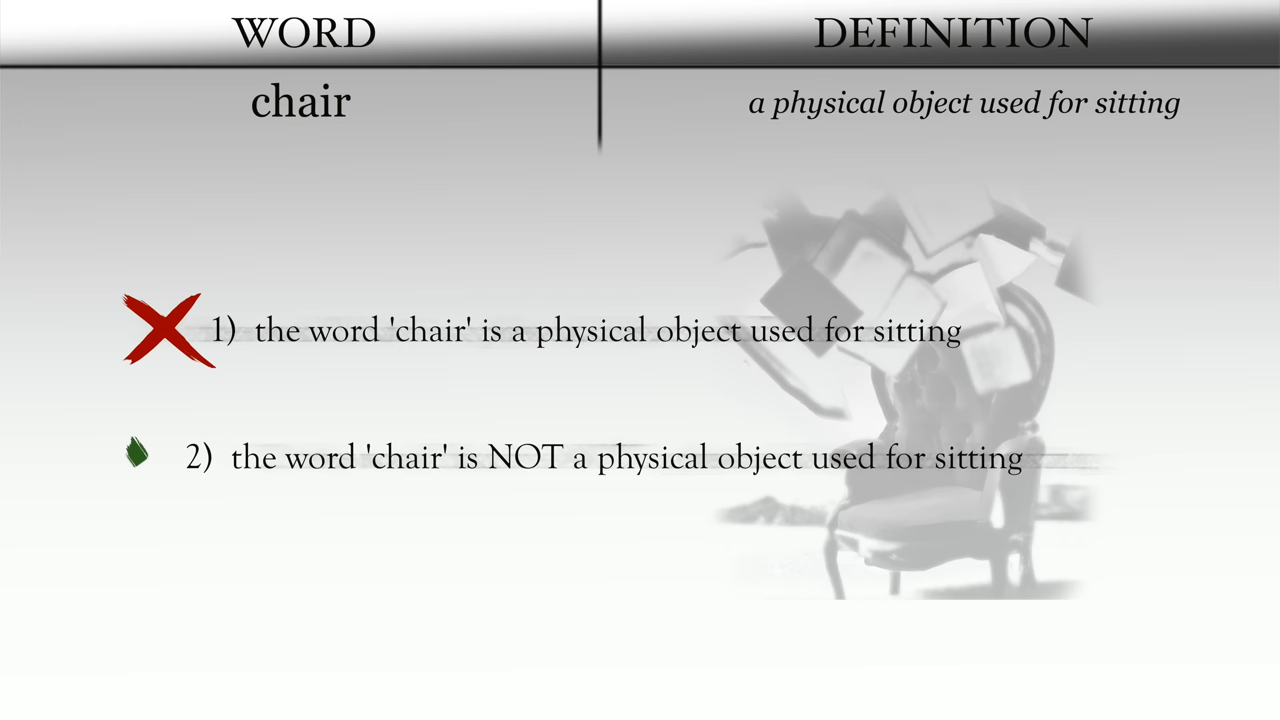 WORD DEFINITION
chair a physical object used for sitting
1) the word 'chair' is a physical object used for sitting
2) the word 'chair' is NOT a physical object used for sitting